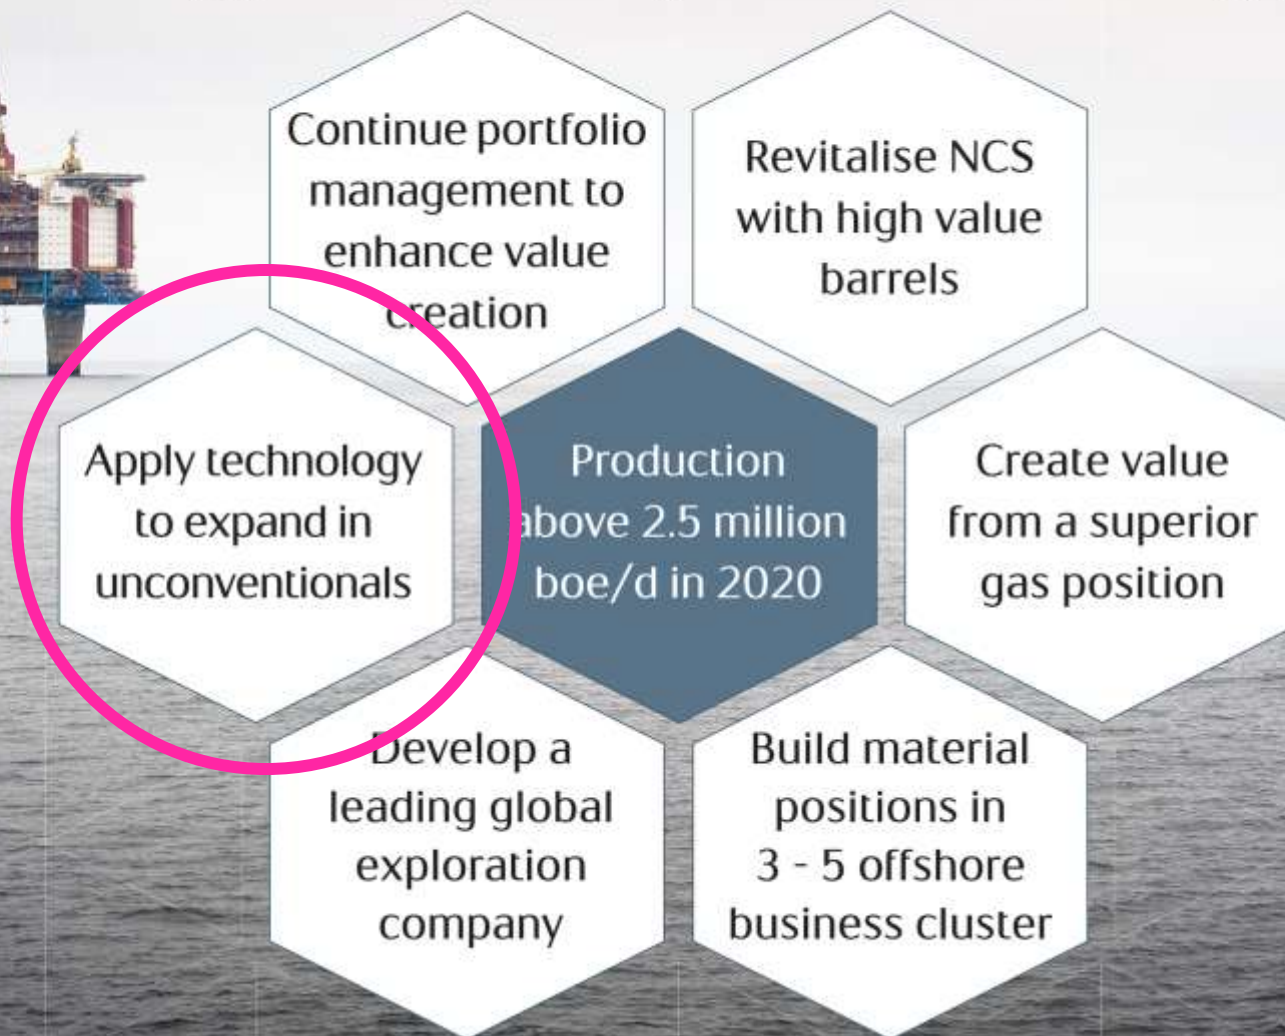 Continue portfolio
management to
enhance value
creation
Revitalise NCS
with high value
barrels
Apply technology
to expand in
unconventionals
Production
above 2.5 million
boe/d in 2020
Create value
from a superior
gas position
Develop a
leading global
exploration
company
Build material
positions in
3 - 5 offshore
business cluster